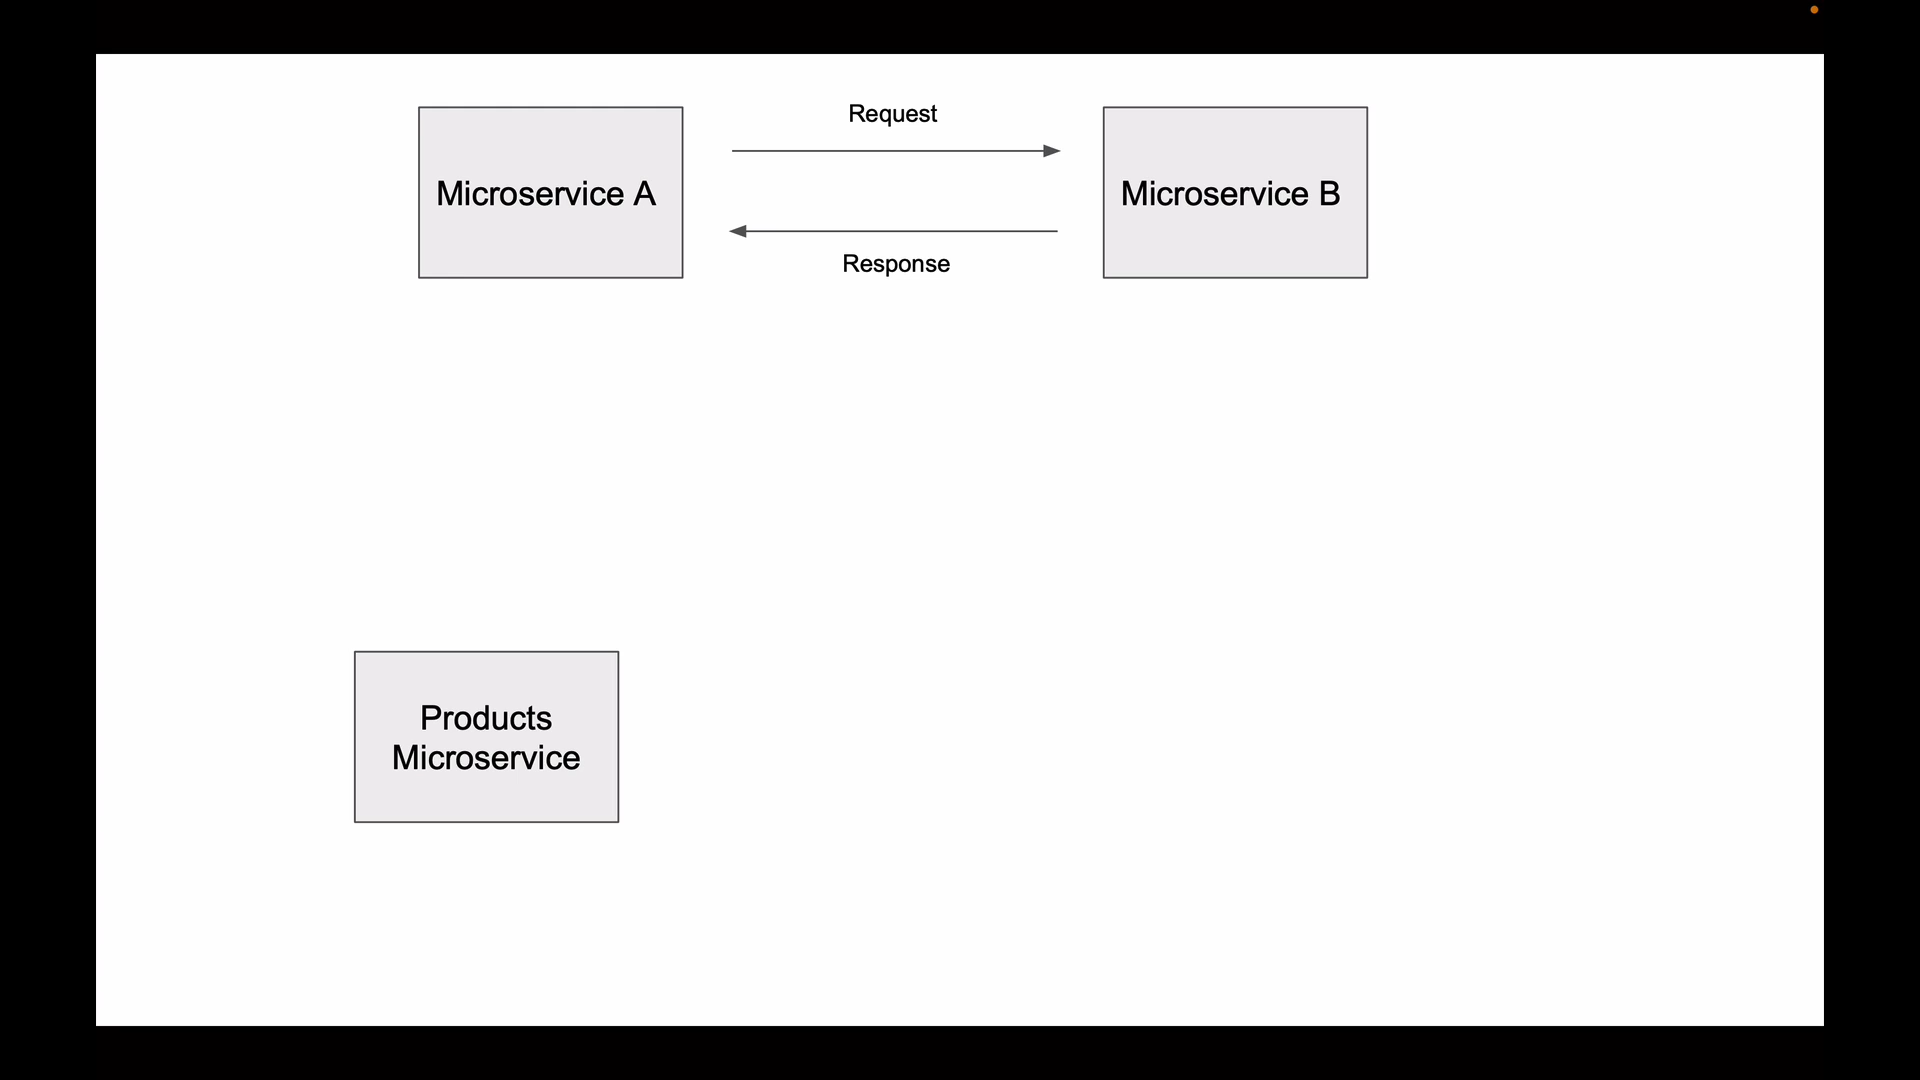 Request
Microservice A
Microservice B
Response
Products
Microservice